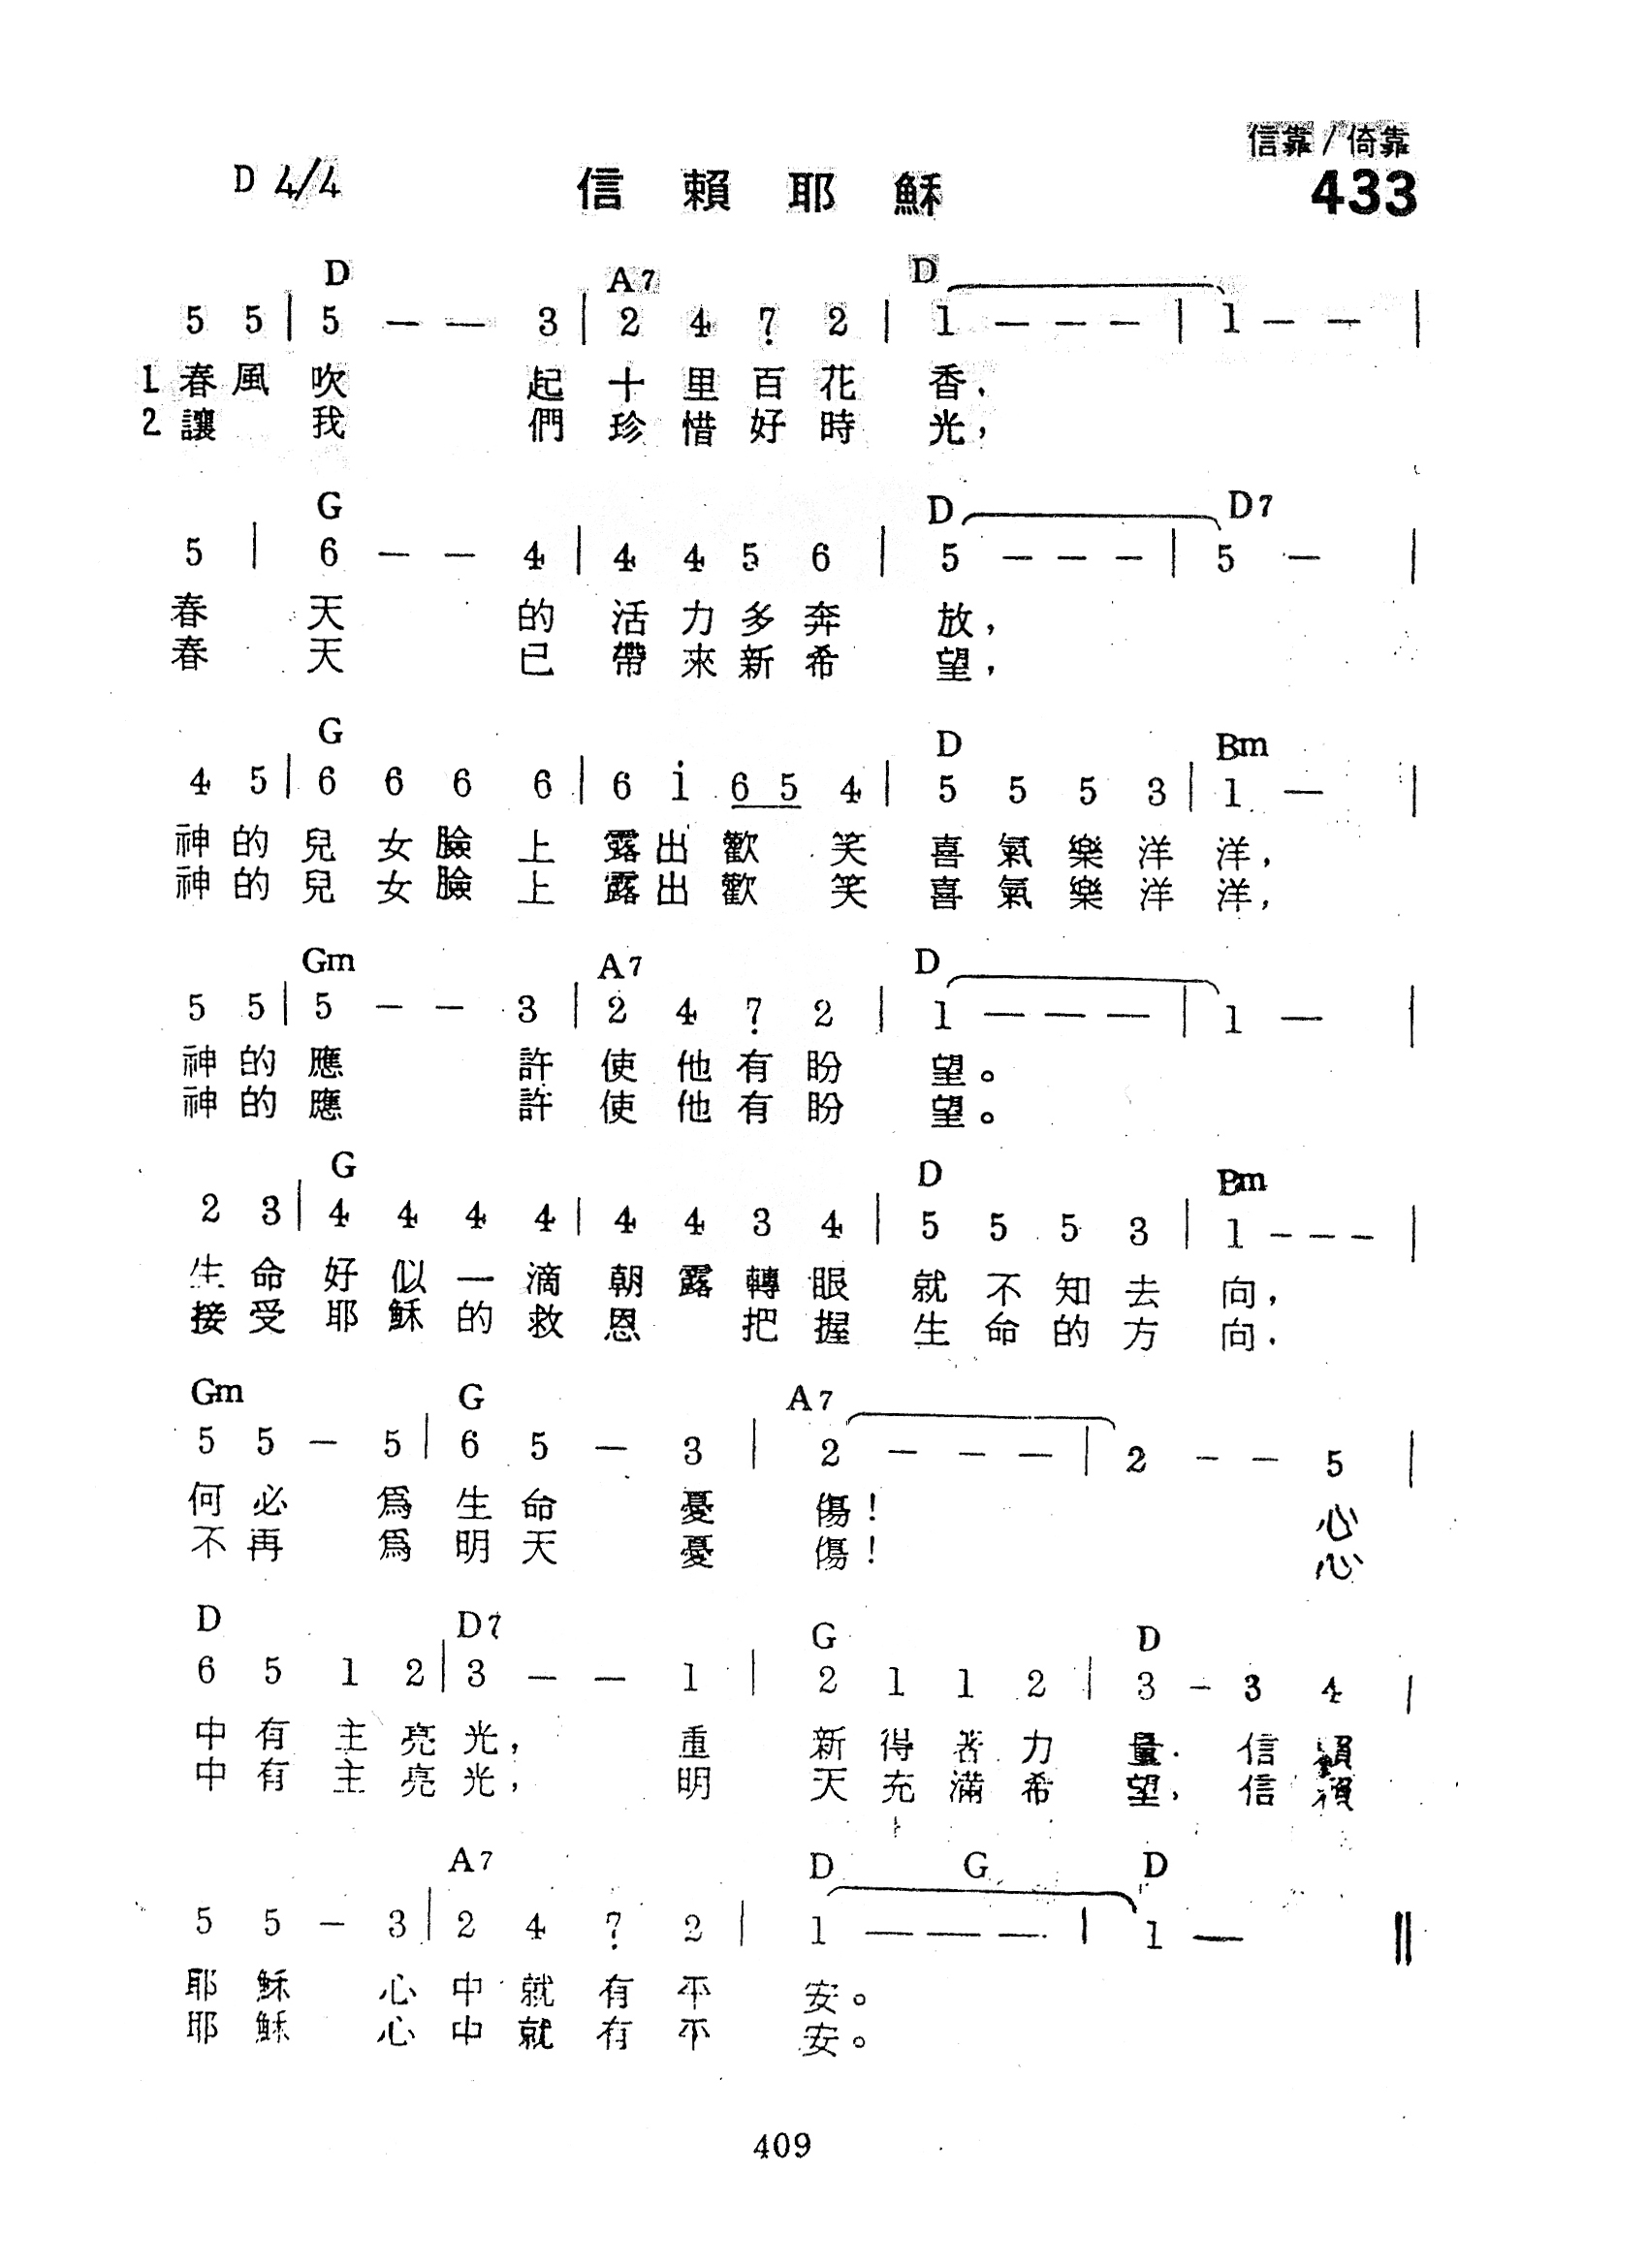 信靠/倚靠
D 4/4 信賴耶穌 433
D A7 D
5 5 | 5 — — 3 | 2 4 7̣ 2 | 1 — — — | 1 — — |
1 春風吹 起十里百花 香，
2 讓 我 們珍惜好時 光，
G D D7
5 | 6 — — 4 | 4 4 5 6 | 5 — — — | 5 — |
春 天 的活力多奔 放，
春 天 已帶來新希 望，
G D Bm
4 5 | 6 6 6 6 | 6 i 6 5 4 | 5 5 5 3 | 1 — |
神的兒女臉上露出歡 笑 喜氣樂洋洋，
神的兒女臉上露出歡 笑 喜氣樂洋洋，
Gm A7 D
5 5 | 5 — — 3 | 2 4 7̣ 2 | 1 — — — | 1 — |
神的應 許 使他有盼 望。
神的應 許 使他有盼 望。
G D Bm
2 3 | 4 4 4 4 | 4 4 3 4 | 5 5 5 3 | 1 — — — |
生命好似一滴朝露轉眼就不知去向，
接受耶穌的救恩 把握生命的方向．
Gm G A7
5 5 — 5 | 6 5 — 3 | 2 — — — | 2 — — 5 |
何必 爲生命 憂 傷！ 心
不再 爲明天 憂 傷！ 心
D D7 G D
6 5 1 2 | 3 — — 1 | 2 1 1 2 | 3 — 3 4 |
中有主亮光， 重 新得著力 量．信賴
中有主亮光， 明 天充滿希 望，信賴
A7 D G D
5 5 — 3 | 2 4 7̣ 2 | 1 — — — | 1 — ‖
耶穌 心中就有平 安。
耶穌 心中就有平 安。
409